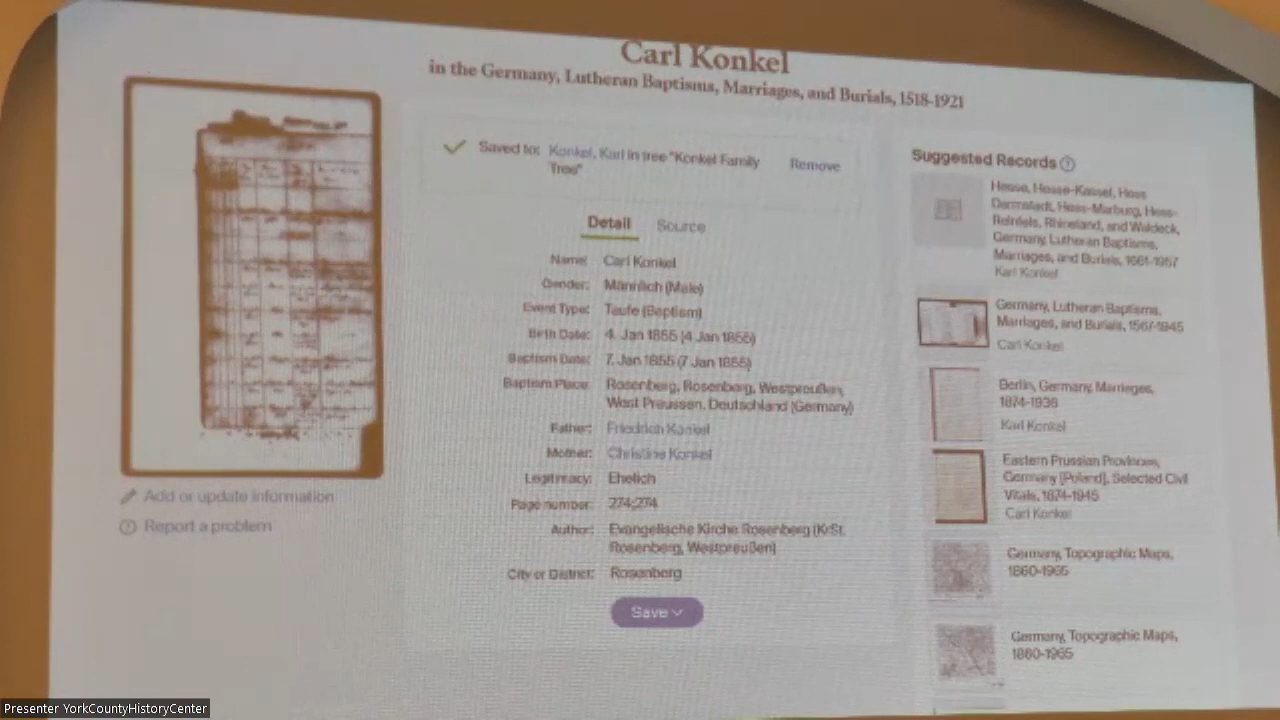 Carl Konkel
in the Germany, Lutheran Baptisms, Marriages, and Burials, 1518-1921
Saved to: Konkel, Karl in tree "Konkel Family
Tree"
Remove
Detail Source
Name: Carl Konkel
Gender: Männlich (Male)
Event Type: Taufe (Baptism)
Birth Date: 4. Jan 1855 (4 Jan 1855)
Baptism Date: 7. Jan 1855 (7 Jan 1855)
Baptism Place: Rosenberg, Rosenberg, Westpreußen,
West Preussen, Deutschland (Germany)
Father: Friedrich Konkel
Mother: Christine Konkel
Legitimacy: Ehelich
Page number: 274;274
Author: Evangelische Kirche Rosenberg (KrSt.
Rosenberg, Westpreußen)
City or District: Rosenberg
Save
Add or update information
Report a problem
Suggested Records
Hesse, Hesse-Kassel, Hess
Darmstadt, Hess-Marburg, Hess-
Reinfels, Rhineland, and Waldeck,
Germany Lutheran Baptisms,
Marriages, and Burials, 1661-1957
Karl Konkel
Germany, Lutheran Baptisms,
Marriages, and Burials, 1567-1945
Carl Konkel
Berlin, Germany, Marriages,
1874-1936
Karl Konkel
Eastern Prussian Provinces,
Germany [Poland], Selected Civil
Vitals, 1874-1945
Carl Konkel
Germany, Topographic Maps,
1860-1965
Germany, Topographic Maps,
1860-1965
Presenter YorkCountyHistoryCenter